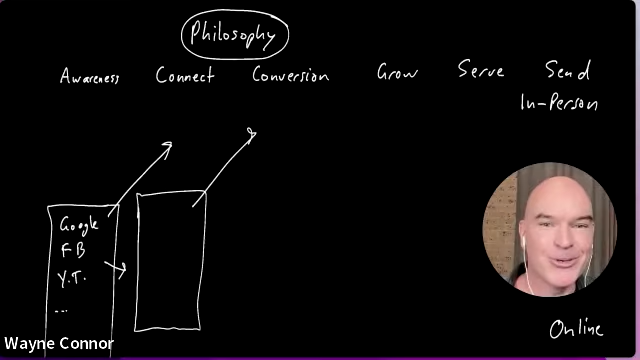 Philosophy
Awareness Connect Conversion Grow Serve Send
In-Person
Google
FB
Y.T.
...
Online
Wayne Connor